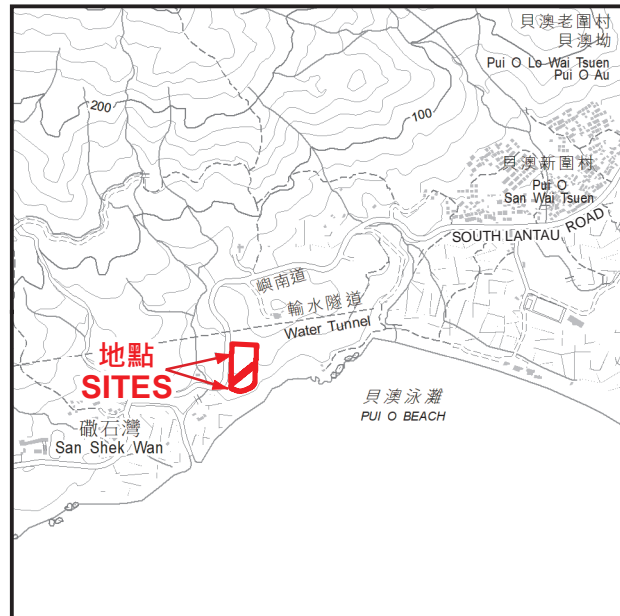 貝澳老圍村
貝澳坳
Pui O Lo Wai Tsuen
Pui O Au
200
100
貝澳新圍村
Pui O
San Wai Tsuen
SOUTH LANTAU ROAD
嶼南道
輸水隧道
Water Tunnel
地點
SITES
貝澳泳灘
PUI O BEACH
磡石灣
San Shek Wan